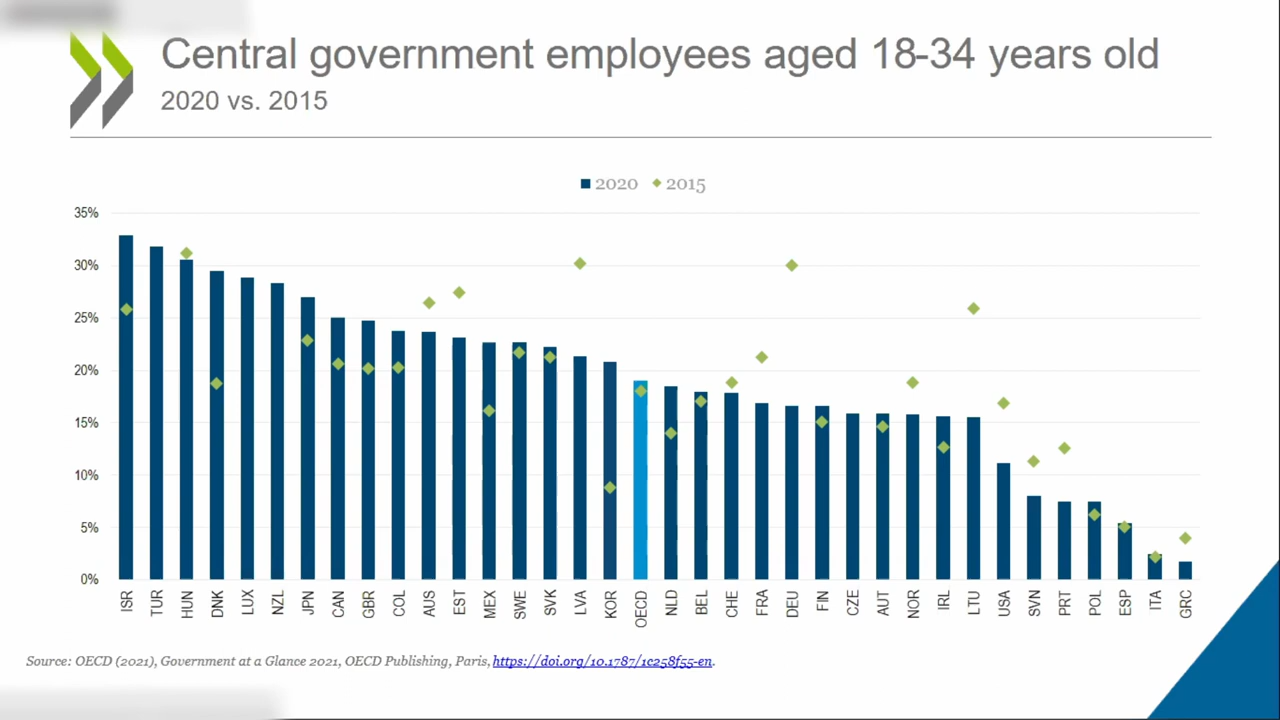 Central government employees aged 18-34 years old
2020 vs. 2015
2020 2015
35%
30%
25%
20%
15%
10%
5%
0%
ISR TUR HUN DNK LUX NZL JPN CAN GBR COL AUS EST MEX SWE SVK LVA KOR OECD NLD BEL CHE FRA DEU FIN CZE AUT NOR IRL LTU USA SVN PRT POL ESP ITA GRC
Source: OECD (2021), Government at a Glance 2021, OECD Publishing, Paris, https://doi.org/10.1787/1c258f55-en.